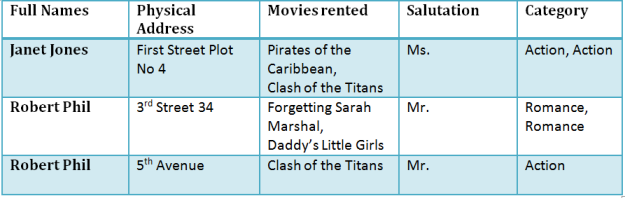 Full Names Physical Address Movies rented Salutation Category
Janet Jones First Street Plot No 4 Pirates of the Caribbean, Clash of the Titans Ms. Action, Action
Robert Phil 3rd Street 34 Forgetting Sarah Marshal, Daddy's Little Girls Mr. Romance, Romance
Robert Phil 5th Avenue Clash of the Titans Mr. Action